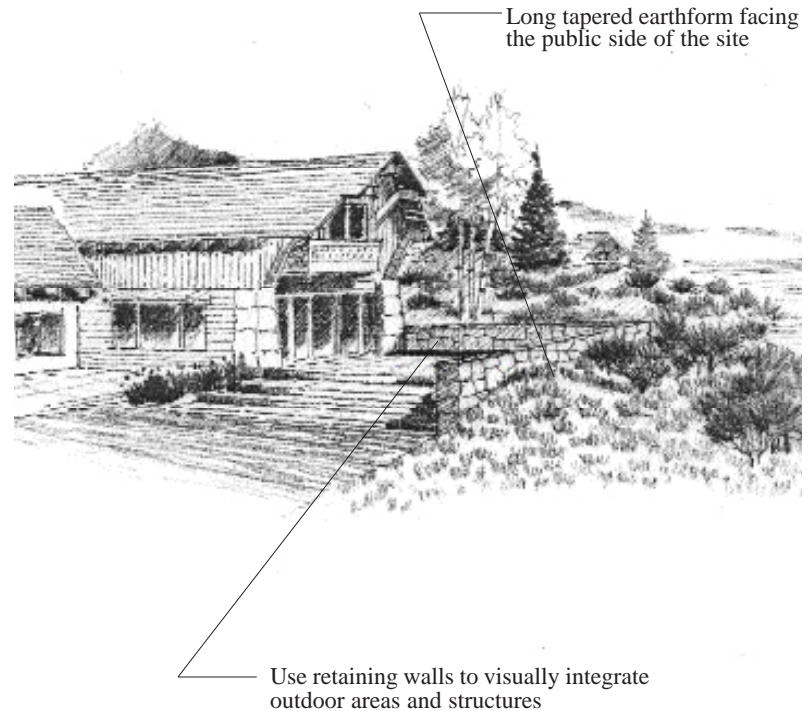 Long tapered earthform facing
the public side of the site
Use retaining walls to visually integrate
outdoor areas and structures